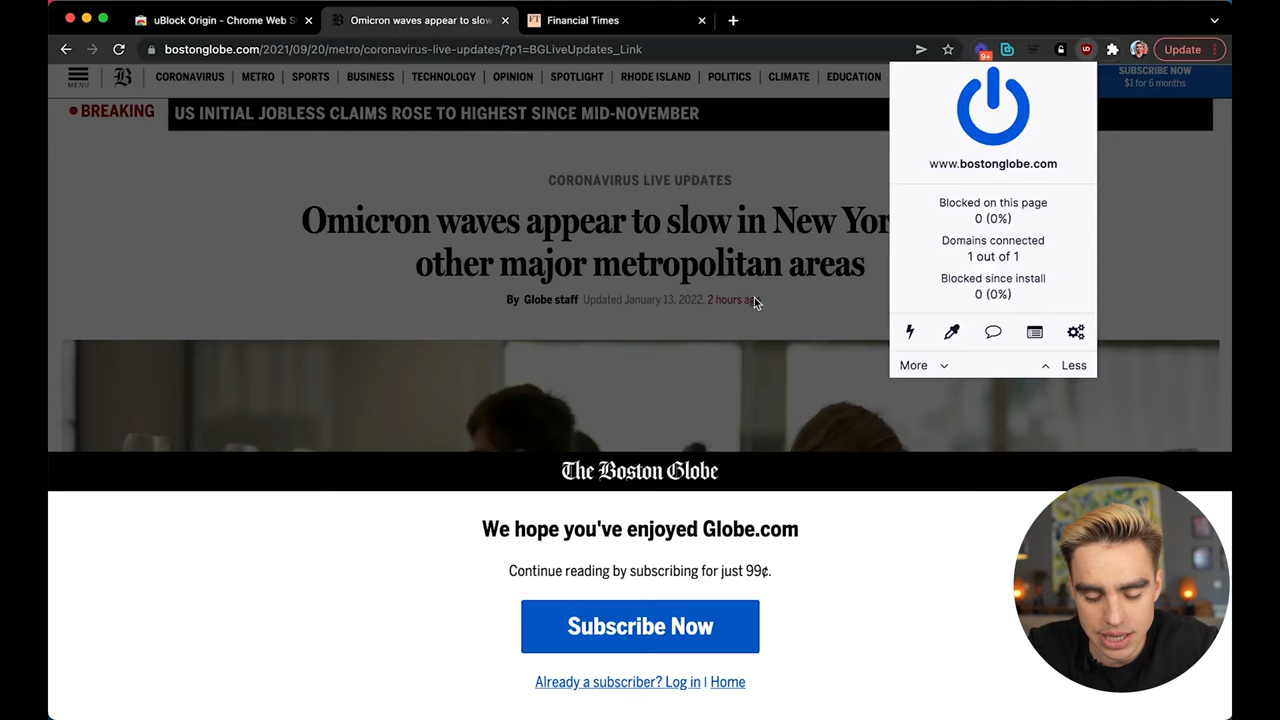 uBlock Origin - Chrome Web S
Omicron waves appear to slow
FT
Financial Times
bostonglobe.com/2021/09/20/metro/coronavirus-live-updates/?p1=BGLiveUpdates_Link
9+
UD
Update
MENU
B
CORONAVIRUS | METRO | SPORTS | BUSINESS | TECHNOLOGY | OPINION | SPOTLIGHT | RHODE ISLAND | POLITICS | CLIMATE | EDUCATION
SUBSCRIBE NOW
$1 for 6 months
BREAKING
US INITIAL JOBLESS CLAIMS ROSE TO HIGHEST SINCE MID-NOVEMBER
CORONAVIRUS LIVE UPDATES
Omicron waves appear to slow in New Yor
other major metropolitan areas
By Globe staff Updated January 13, 2022, 2 hours ago
www.bostonglobe.com
Blocked on this page
0 (0%)
Domains connected
1 out of 1
Blocked since install
0 (0%)
More
Less
The Boston Globe
We hope you've enjoyed Globe.com
Continue reading by subscribing for just 99¢.
Subscribe Now
Already a subscriber? Log in | Home